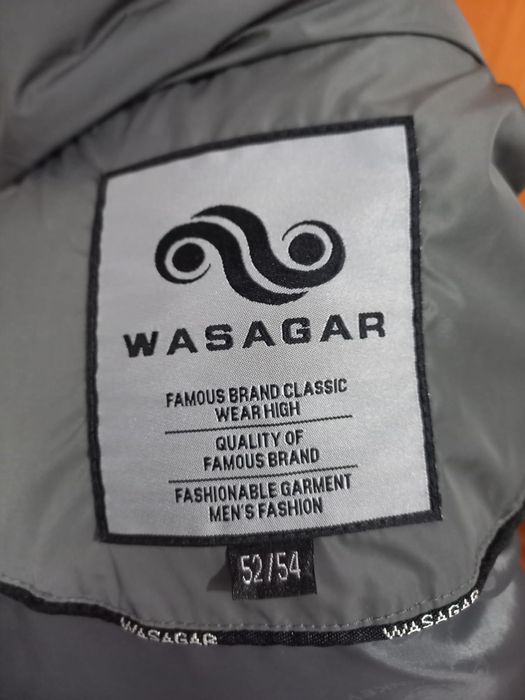 WASAGAR
FAMOUS BRAND CLASSIC
WEAR HIGH
QUALITY OF
FAMOUS BRAND
FASHIONABLE GARMENT
MEN'S FASHION
52/54
WASAGAR
WASAGAR